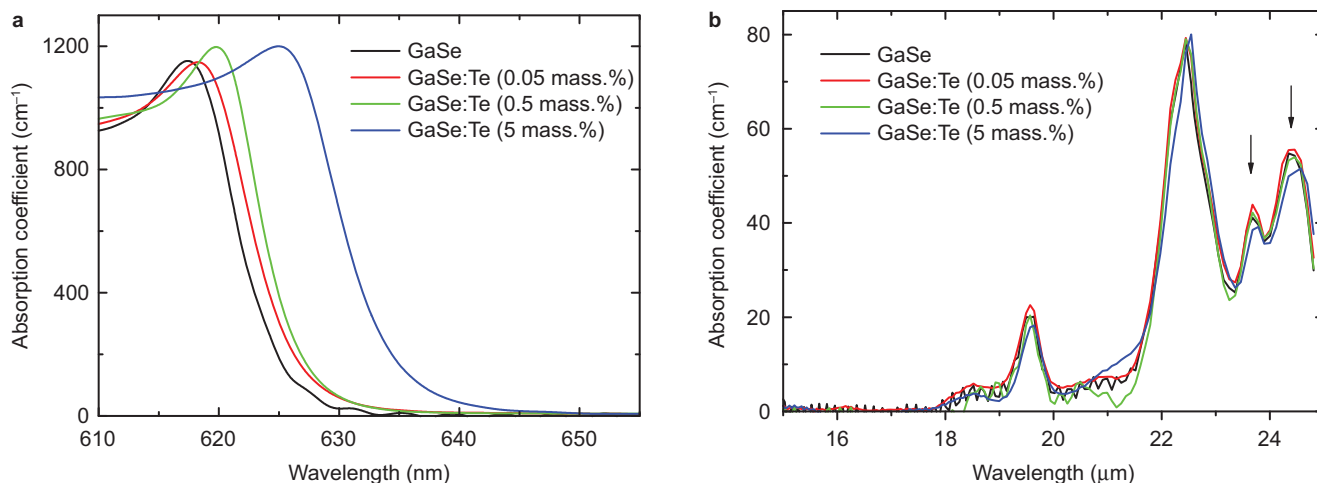 a
Absorption coefficient (cm⁻¹)
1200
800
400
0
GaSe
GaSe:Te (0.05 mass.%)
GaSe:Te (0.5 mass.%)
GaSe:Te (5 mass.%)
610 620 630 640 650
Wavelength (nm)
b
Absorption coefficient (cm⁻¹)
80
60
40
20
0
GaSe
GaSe:Te (0.05 mass.%)
GaSe:Te (0.5 mass.%)
GaSe:Te (5 mass.%)
16 18 20 22 24
Wavelength (μm)